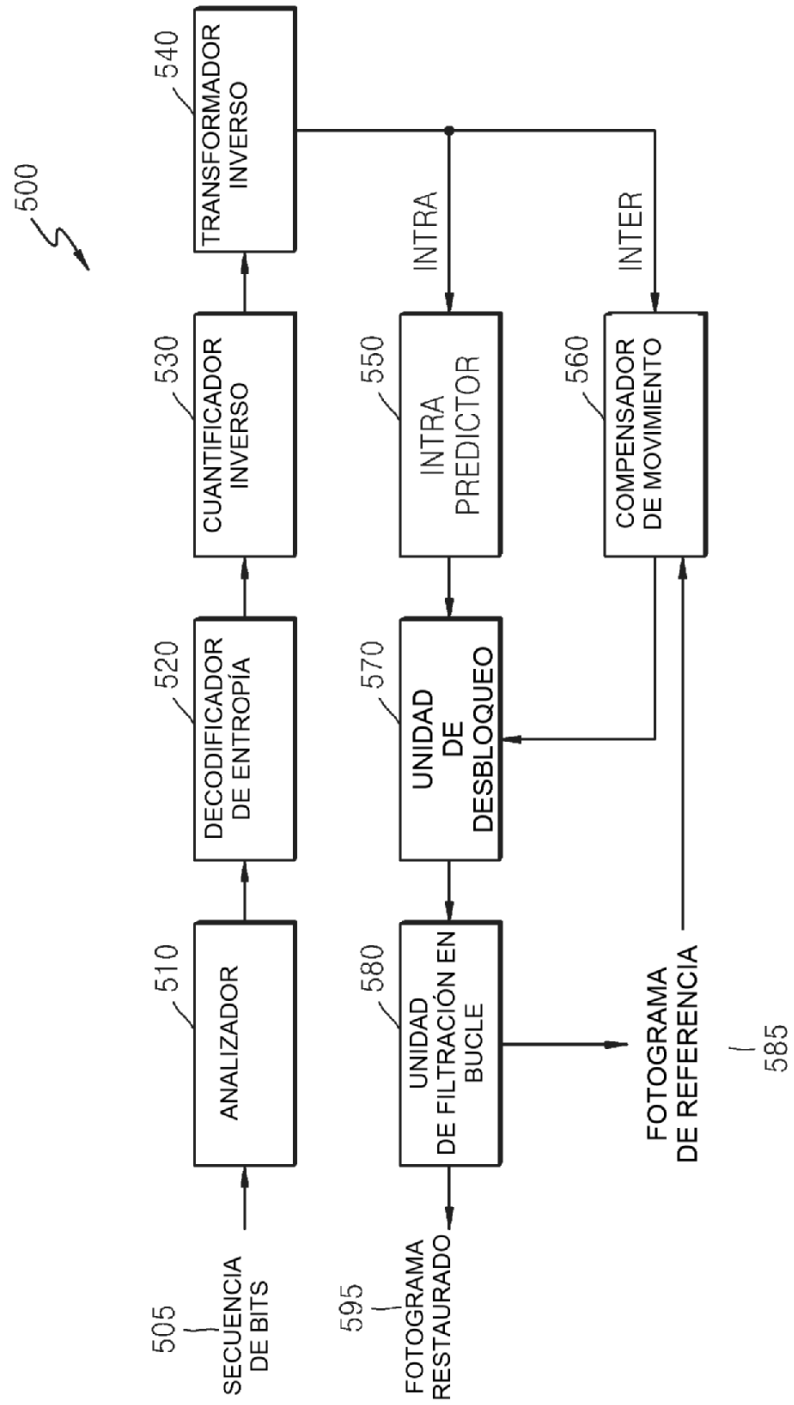 500
510
520
530
540
505
SECUENCIA
DE BITS
ANALIZADOR
DECODIFICADOR
DE ENTROPÍA
CUANTIFICADOR
INVERSO
TRANSFORMADOR
INVERSO
595
FOTOGRAMA
RESTAURADO
580
UNIDAD
DE FILTRACIÓN EN
BUCLE
570
UNIDAD
DE
DESBLOQUEO
550
INTRA
PREDICTOR
INTRA
FOTOGRAMA
DE REFERENCIA
585
560
COMPENSADOR
DE MOVIMIENTO
INTER